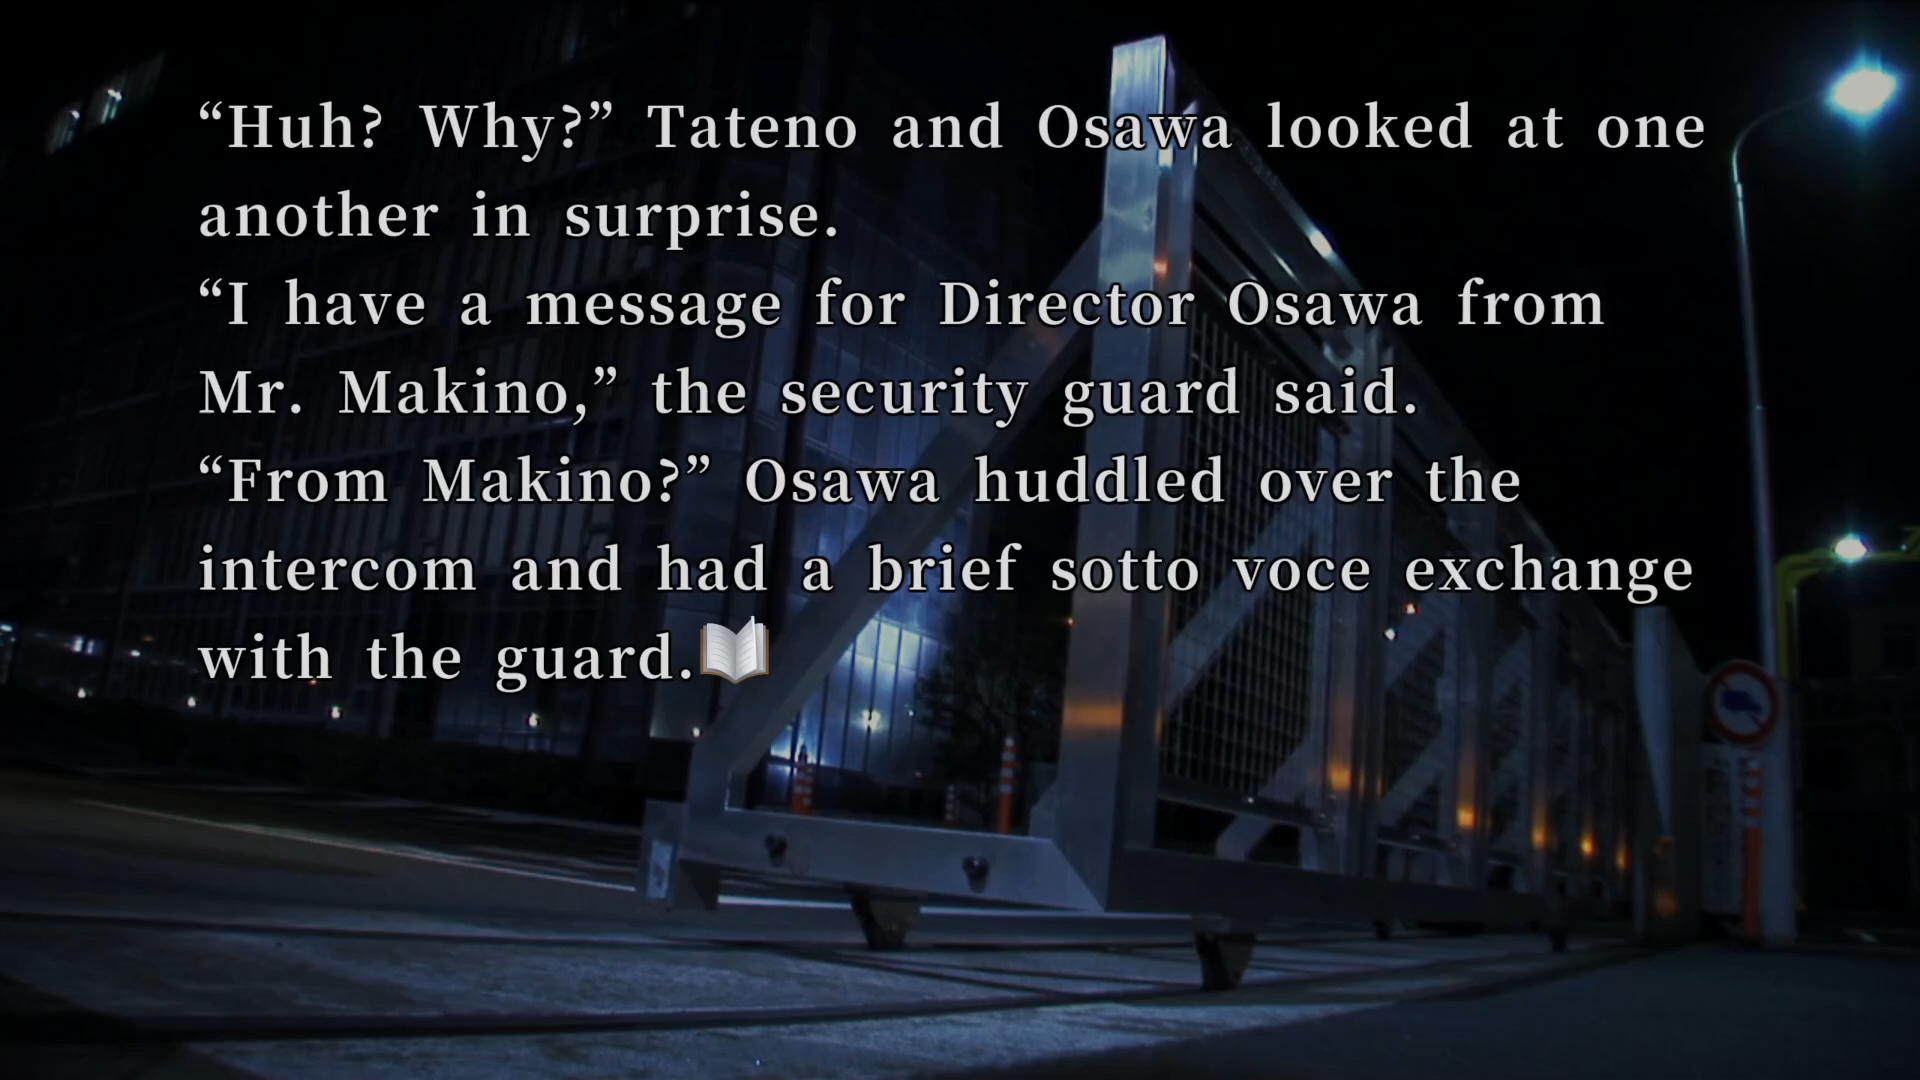 “Huh? Why?” Tateno and Osawa looked at one
another in surprise.
“I have a message for Director Osawa from
Mr. Makino,” the security guard said.
“From Makino?” Osawa huddled over the
intercom and had a brief sotto voce exchange
with the guard.